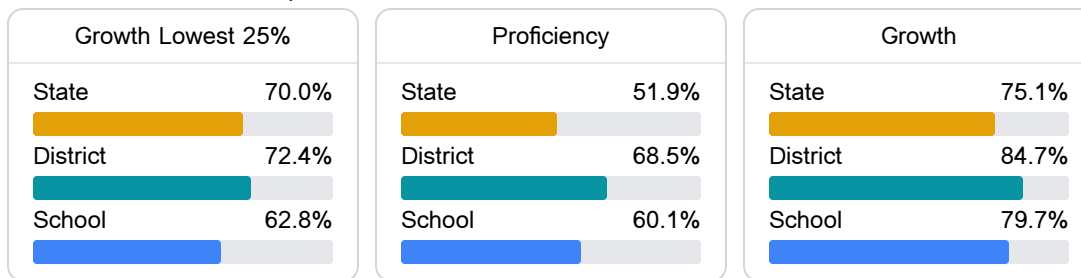 Growth Lowest 25%
State 70.0%
District 72.4%
School 62.8%
Proficiency
State 51.9%
District 68.5%
School 60.1%
Growth
State 75.1%
District 84.7%
School 79.7%